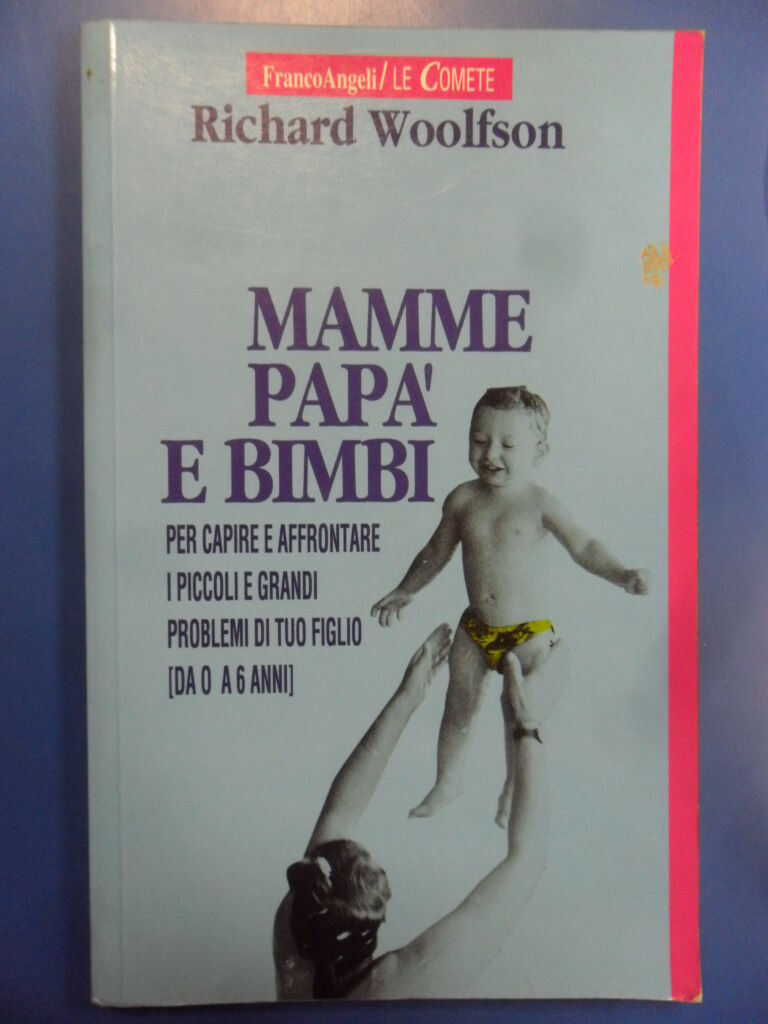 FrancoAngeli/LE COMETE
Richard Woolfson
MAMME
PAPA'
E BIMBI
PER CAPIRE E AFFRONTARE
I PICCOLI E GRANDI
PROBLEMI DI TUO FIGLIO
[DA 0 A 6 ANNI]